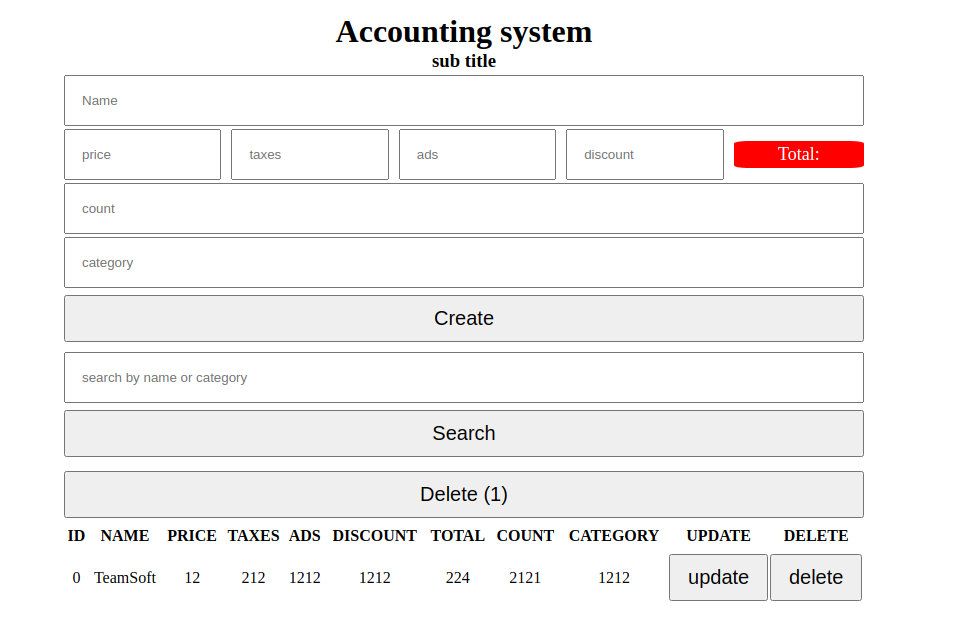 Accounting system
sub title
Name
price taxes ads discount Total:
count
category
Create
search by name or category
Search
Delete (1)
ID NAME PRICE TAXES ADS DISCOUNT TOTAL COUNT CATEGORY UPDATE DELETE
0 TeamSoft 12 212 1212 1212 224 2121 1212 update delete